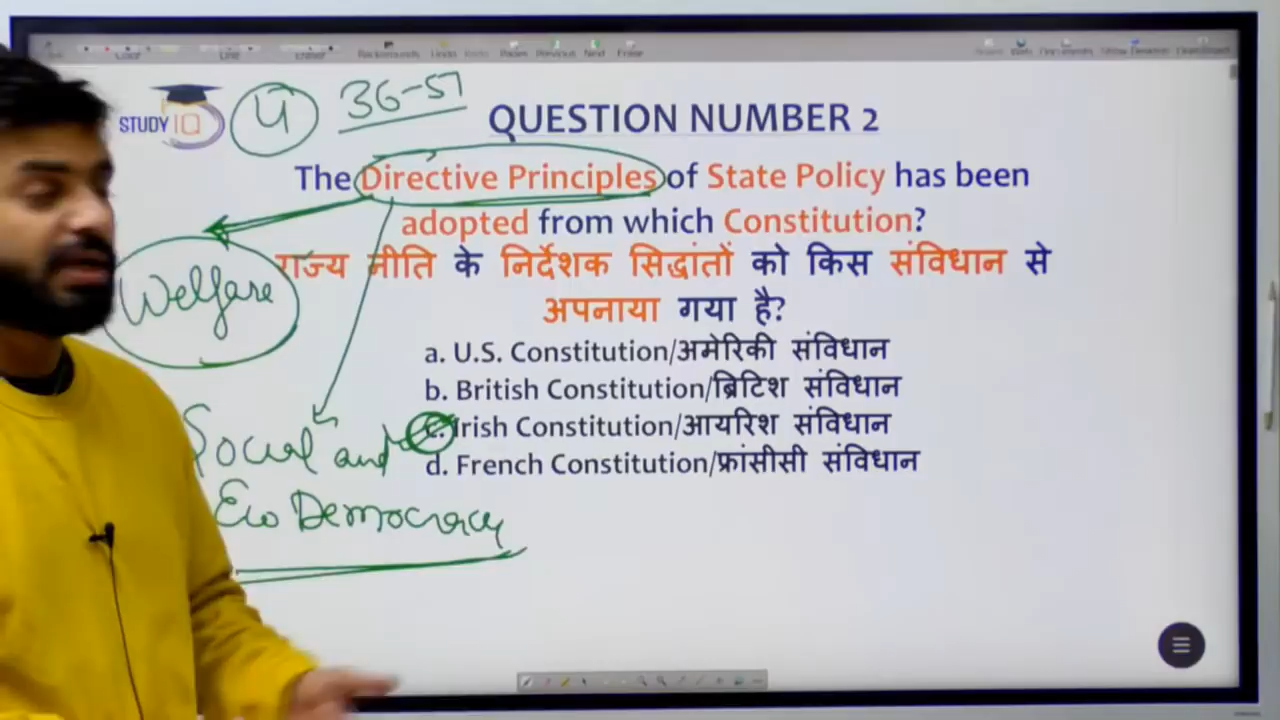 STUDY IQ
4 36-51
QUESTION NUMBER 2
The Directive Principles of State Policy has been
adopted from which Constitution?
राज्य नीति के निर्देशक सिद्धांतों को किस संविधान से
अपनाया गया है?
Welfare
a. U.S. Constitution/अमेरिकी संविधान
b. British Constitution/ब्रिटिश संविधान
c. Irish Constitution/आयरिश संविधान
d. French Constitution/फ्रांसीसी संविधान
Social and
Eco Democracy